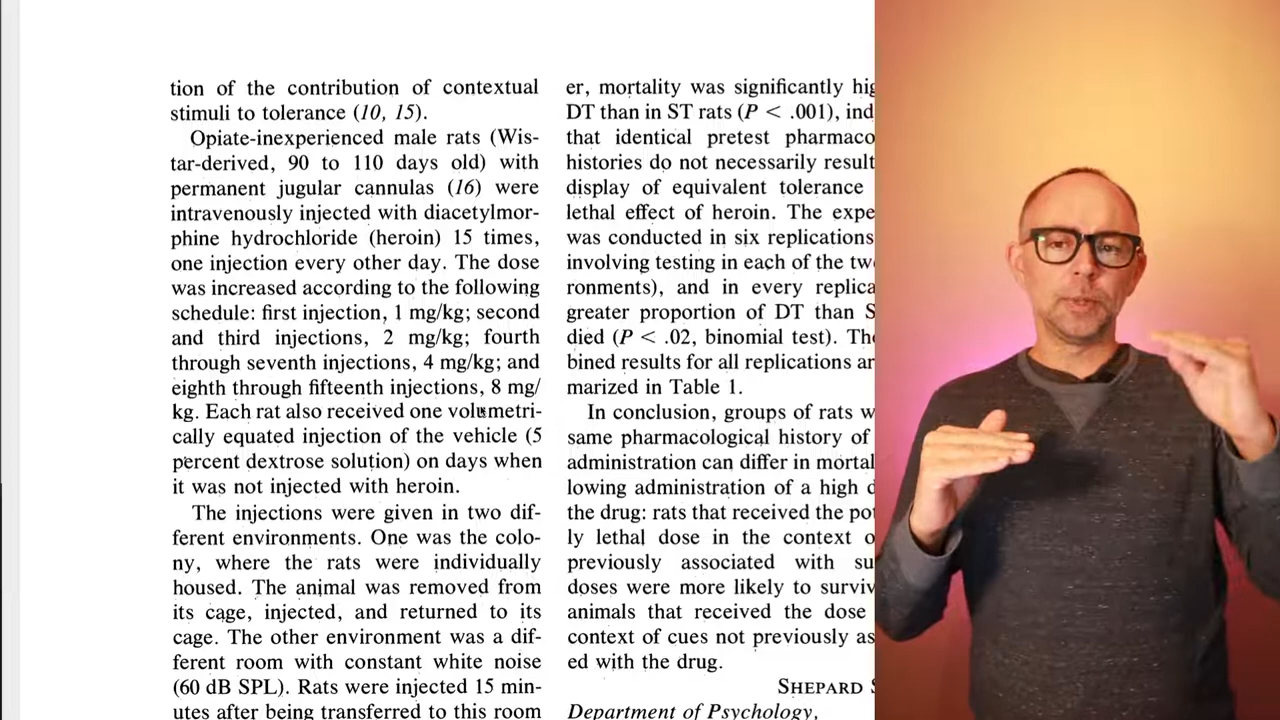 tion of the contribution of contextual
stimuli to tolerance (10, 15).
Opiate-inexperienced male rats (Wis-
tar-derived, 90 to 110 days old) with
permanent jugular cannulas (16) were
intravenously injected with diacetylmor-
phine hydrochloride (heroin) 15 times,
one injection every other day. The dose
was increased according to the following
schedule: first injection, 1 mg/kg; second
and third injections, 2 mg/kg; fourth
through seventh injections, 4 mg/kg; and
eighth through fifteenth injections, 8 mg/
kg. Each rat also received one volumetri-
cally equated injection of the vehicle (5
percent dextrose solution) on days when
it was not injected with heroin.
The injections were given in two dif-
ferent environments. One was the colo-
ny, where the rats were individually
housed. The animal was removed from
its cage, injected, and returned to its
cage. The other environment was a dif-
ferent room with constant white noise
(60 dB SPL). Rats were injected 15 min-
utes after being transferred to this room
er, mortality was significantly hig
DT than in ST rats (P < .001), ind
that identical pretest pharmaco
histories do not necessarily result
display of equivalent tolerance
lethal effect of heroin. The expe
was conducted in six replications
involving testing in each of the tw
ronments), and in every replica
greater proportion of DT than S
died (P < .02, binomial test). Th
bined results for all replications ar
marized in Table 1.
In conclusion, groups of rats w
same pharmacological history of
administration can differ in mortal
lowing administration of a high d
the drug: rats that received the pot
ly lethal dose in the context o
previously associated with su
doses were more likely to surviv
animals that received the dose
context of cues not previously as
ed with the drug.
SHEPARD S
Department of Psychology,